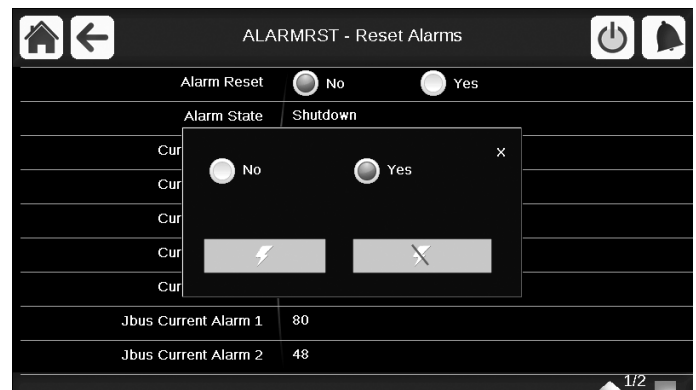 ALARMRST - Reset Alarms
Alarm Reset No Yes
Alarm State Shutdown
Cur
No Yes x
Cur
Cur
Cur
Cur
Jbus Current Alarm 1 80
Jbus Current Alarm 2 48
1/2